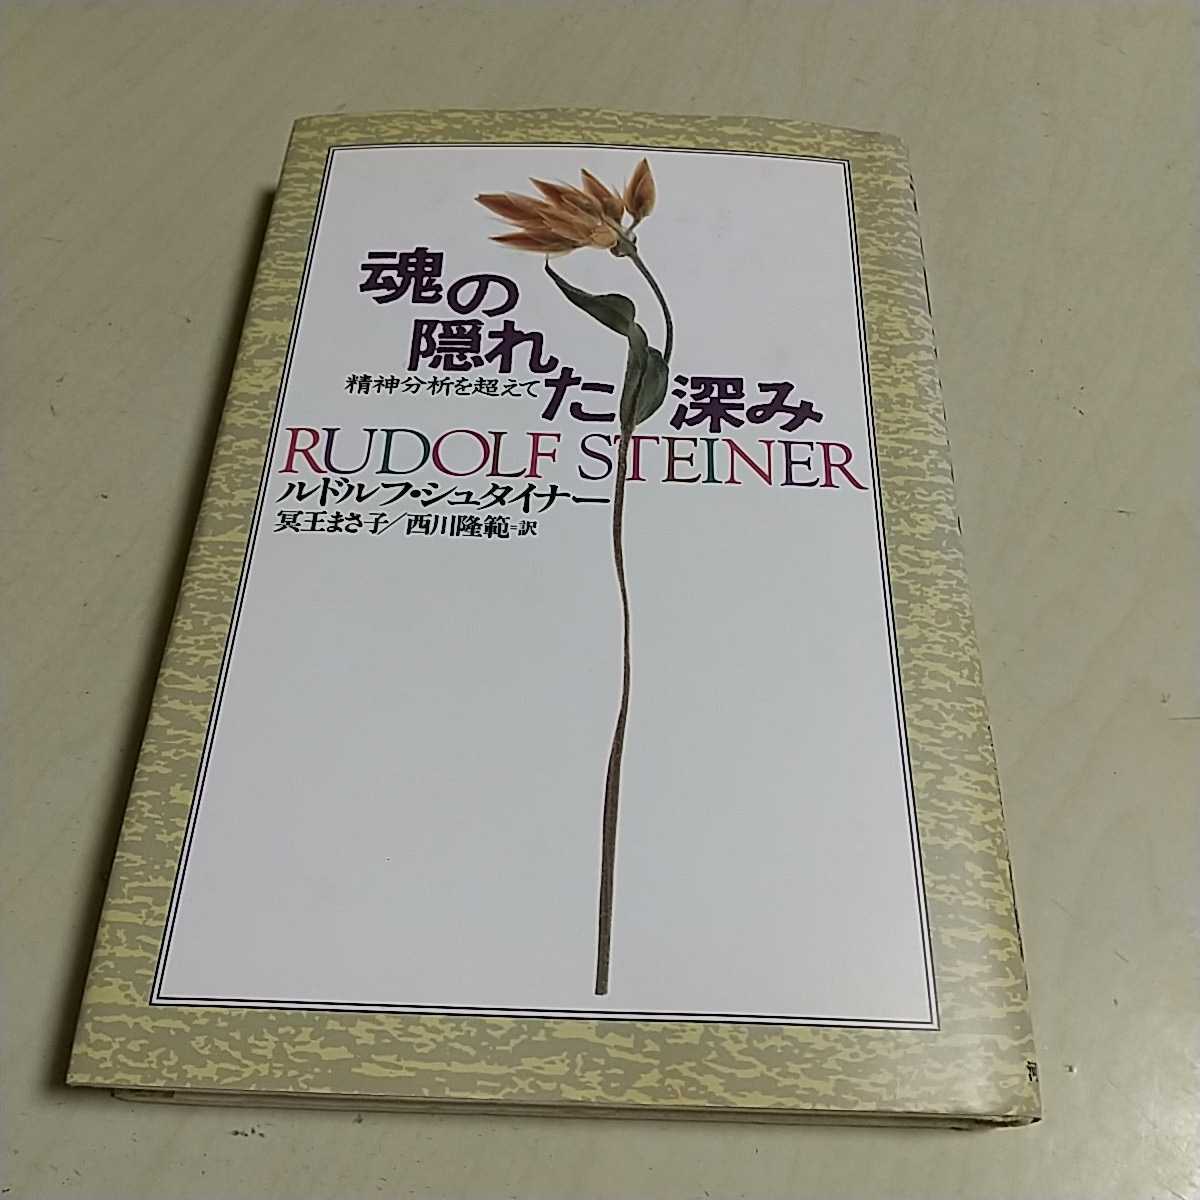 魂の隠れた深み
精神分析を超えて
RUDOLF STEINER
ルドルフ・シュタイナー
冥王まさ子/西川隆範=訳
河